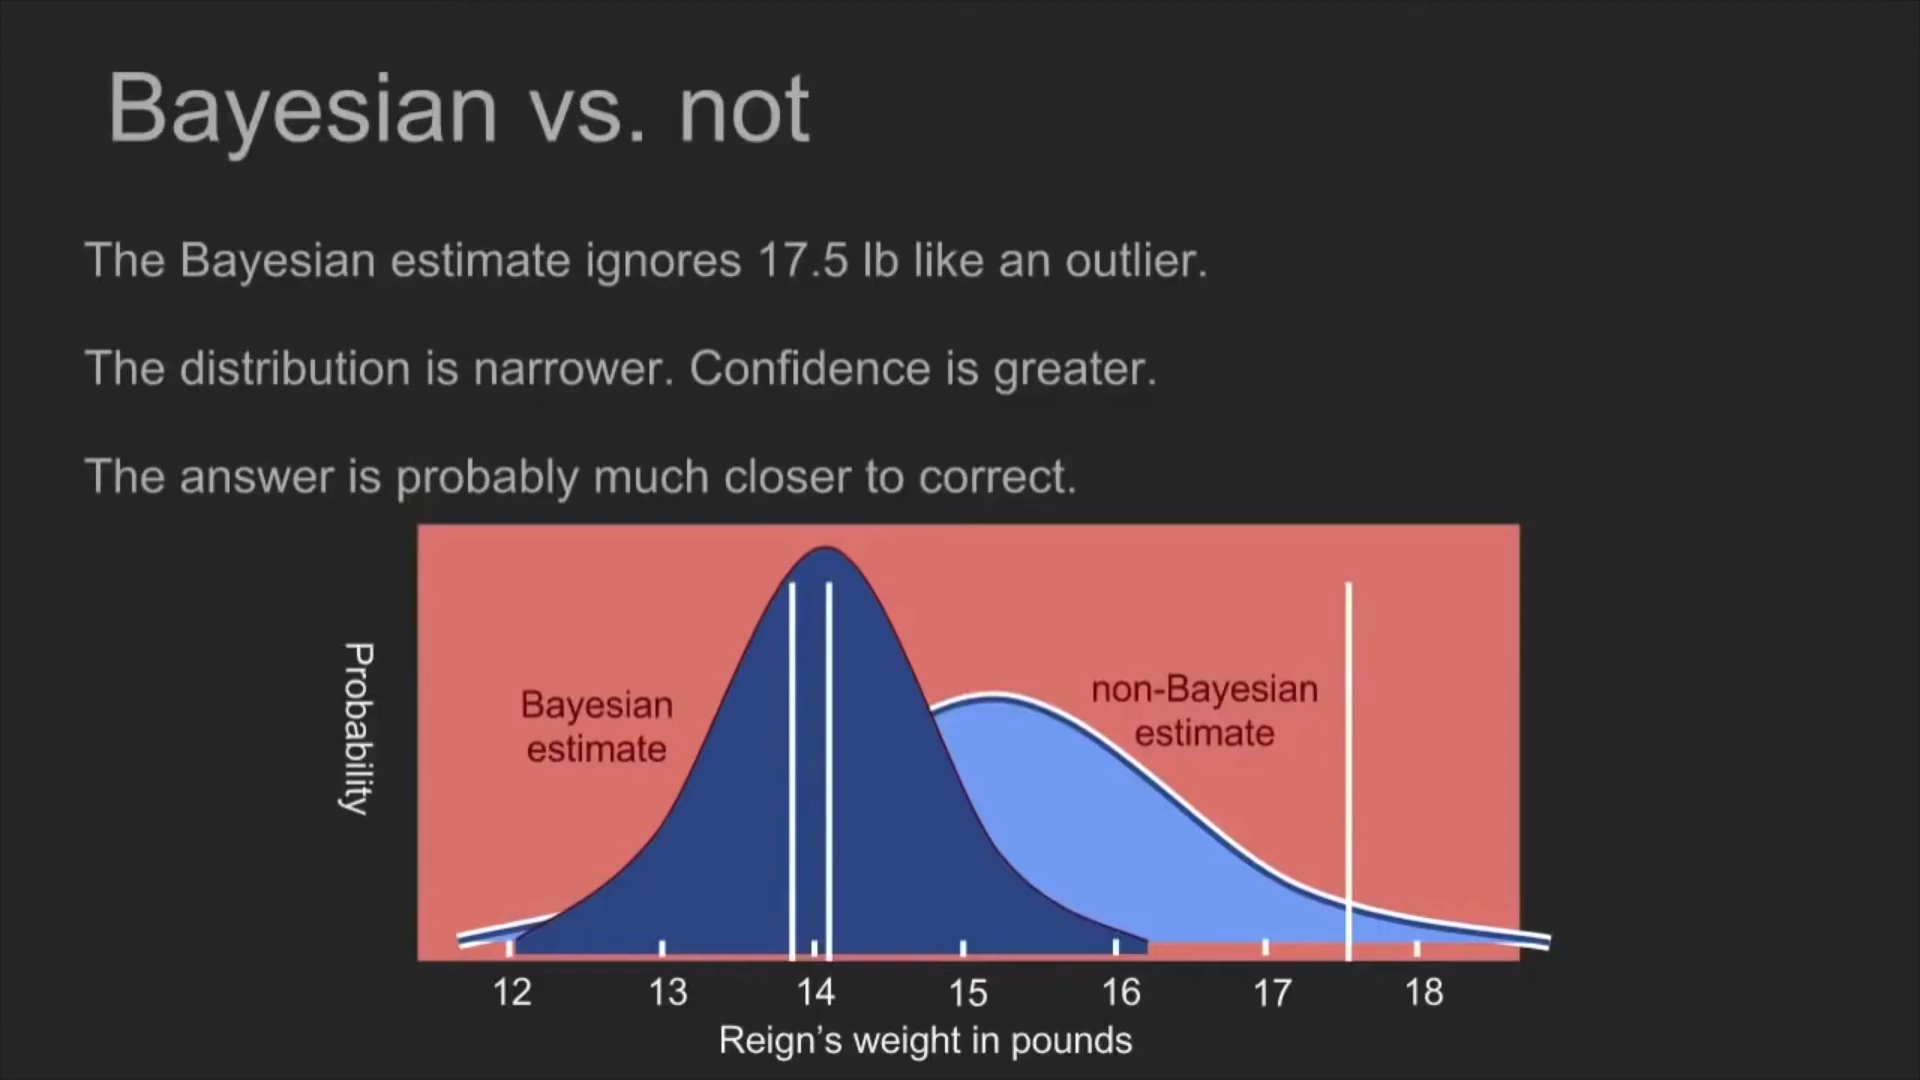 Bayesian vs. not
The Bayesian estimate ignores 17.5 lb like an outlier.
The distribution is narrower. Confidence is greater.
The answer is probably much closer to correct.
Probability
Bayesian
estimate
non-Bayesian
estimate
12 13 14 15 16 17 18
Reign’s weight in pounds